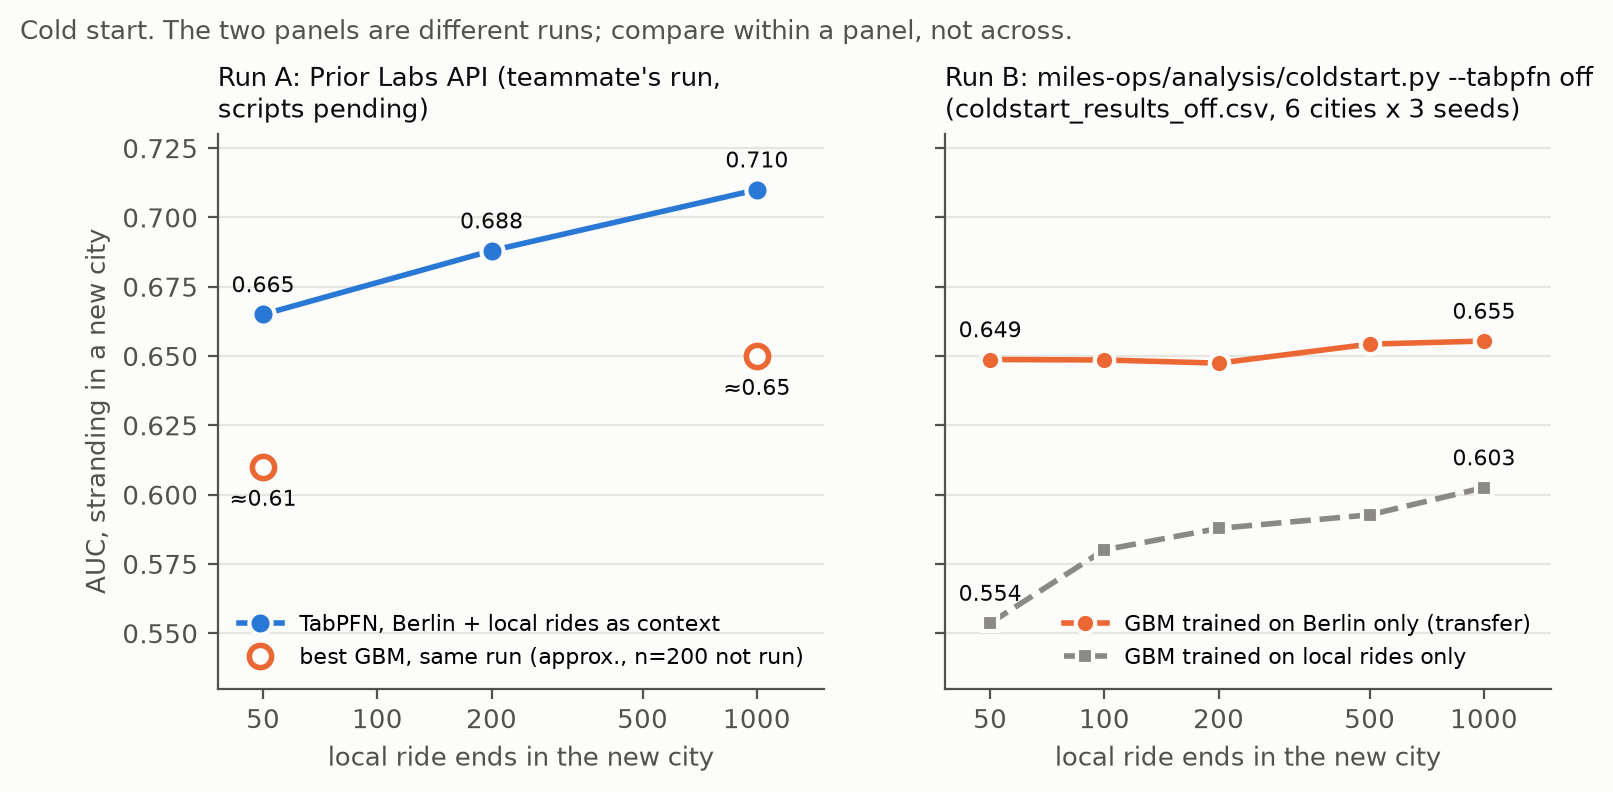 Cold start. The two panels are different runs; compare within a panel, not across.
Run A: Prior Labs API (teammate's run,
scripts pending)
AUC, stranding in a new city
0.725
0.700
0.675
0.650
0.625
0.600
0.575
0.550
0.665
0.688
0.710
≈0.61
≈0.65
TabPFN, Berlin + local rides as context
best GBM, same run (approx., n=200 not run)
50 100 200 500 1000
local ride ends in the new city
Run B: miles-ops/analysis/coldstart.py --tabpfn off
(coldstart_results_off.csv, 6 cities x 3 seeds)
0.649
0.655
0.603
0.554
GBM trained on Berlin only (transfer)
GBM trained on local rides only
50 100 200 500 1000
local ride ends in the new city